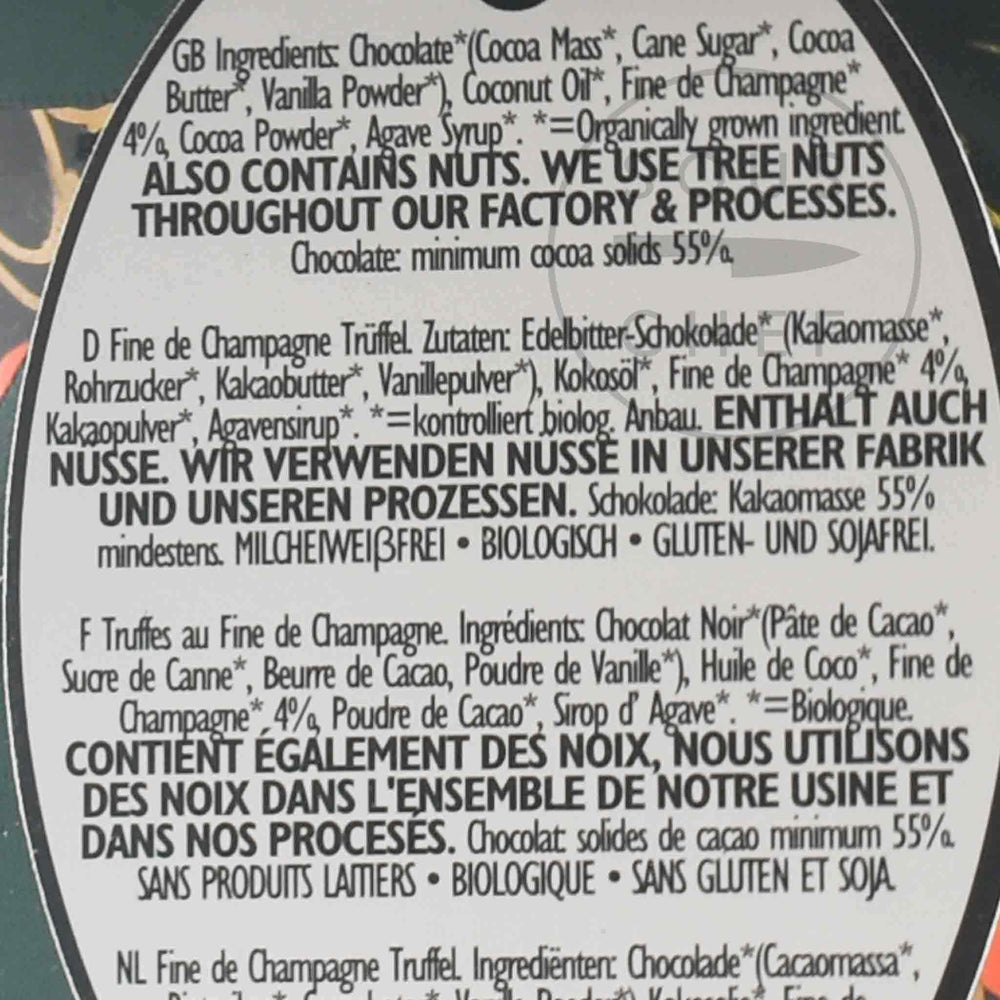 GB Ingredients: Chocolate*(Cocoa Mass*, Cane Sugar*, Cocoa
Butter*, Vanilla Powder*), Coconut Oil*, Fine de Champagne*
4%, Cocoa Powder*, Agave Syrup*. *=Organically grown ingredient.
ALSO CONTAINS NUTS. WE USE TREE NUTS
THROUGHOUT OUR FACTORY & PROCESSES.
Chocolate: minimum cocoa solids 55%.
D Fine de Champagne Trüffel. Zutaten: Edelbitter-Schokolade* (Kakaomasse*,
Rohrzucker*, Kakaobutter*, Vanillepulver*), Kokosöl*, Fine de Champagne* 4%,
Kakaopulver*, Agavensirup*. *=kontrolliert biolog. Anbau. ENTHÄLT AUCH
NÜSSE. WIR VERWENDEN NÜSSE IN UNSERER FABRIK
UND UNSEREN PROZESSEN. Schokolade: Kakaomasse 55%
mindestens. MILCHEIWEIßFREI • BIOLOGISCH • GLUTEN- UND SOJAFREI.
F Truffes au Fine de Champagne. Ingrédients: Chocolat Noir*(Pâte de Cacao*,
Sucre de Canne*, Beurre de Cacao, Poudre de Vanille*), Huile de Coco*, Fine de
Champagne* 4%, Poudre de Cacao*, Sirop d' Agave*. *=Biologique.
CONTIENT ÉGALEMENT DES NOIX, NOUS UTILISONS
DES NOIX DANS L'ENSEMBLE DE NOTRE USINE ET
DANS NOS PROCESÉS. Chocolat: solides de cacao minimum 55%.
SANS PRODUITS LAITIERS • BIOLOGIQUE • SANS GLUTEN ET SOJA.
NL Fine de Champagne Truffel. Ingrediënten: Chocolade*(Cacaomassa*,